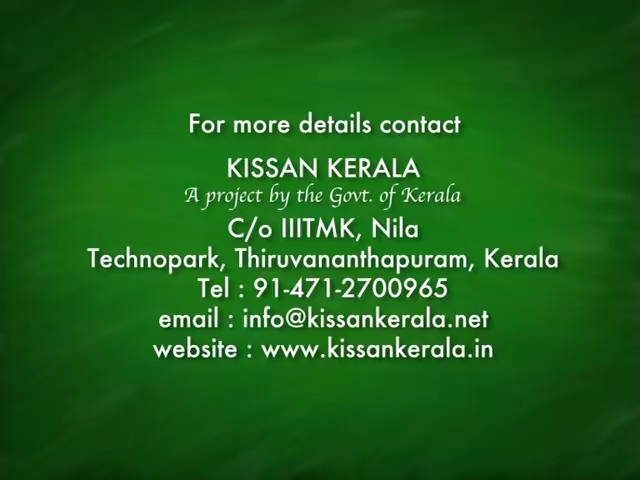 For more details contact
KISSAN KERALA
A project by the Govt. of Kerala
C/o IIITMK, Nila
Technopark, Thiruvananthapuram, Kerala
Tel : 91-471-2700965
email : info@kissankerala.net
website : www.kissankerala.in